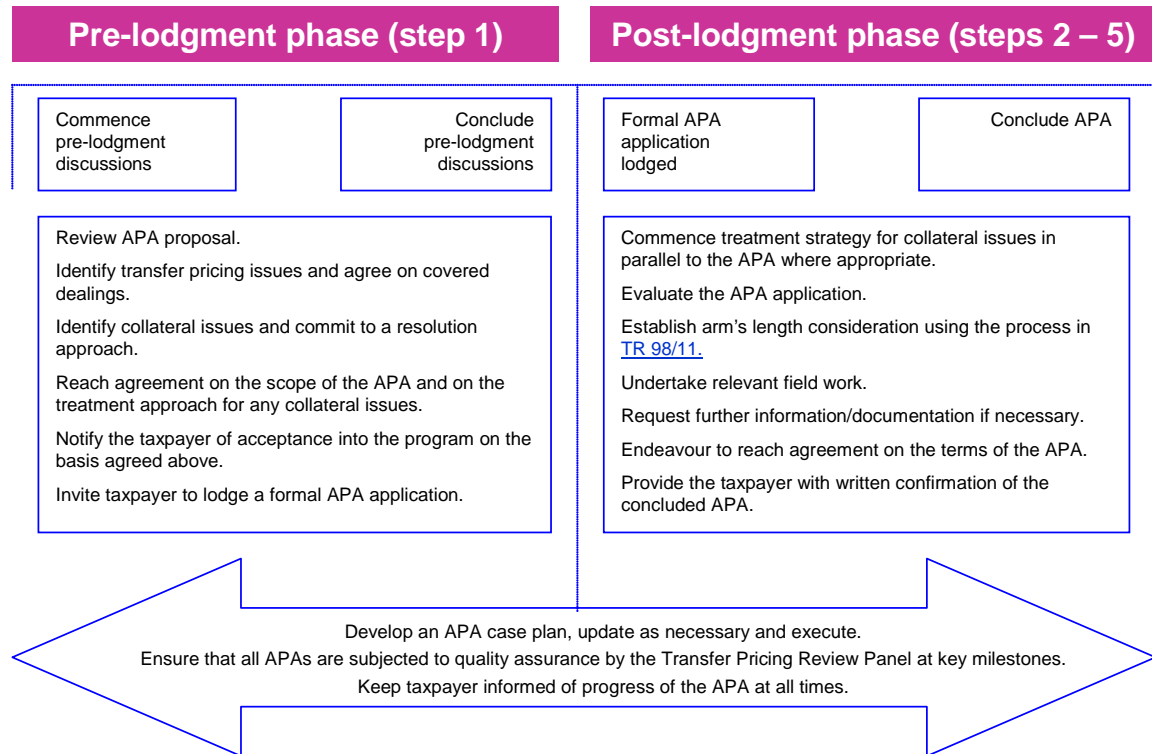 Pre-lodgment phase (step 1)
Post-lodgment phase (steps 2 – 5)
Commence
pre-lodgment
discussions
Conclude
pre-lodgment
discussions
Formal APA
application
lodged
Conclude APA
Review APA proposal.
Identify transfer pricing issues and agree on covered
dealings.
Identify collateral issues and commit to a resolution
approach.
Reach agreement on the scope of the APA and on the
treatment approach for any collateral issues.
Notify the taxpayer of acceptance into the program on the
basis agreed above.
Invite taxpayer to lodge a formal APA application.
Commence treatment strategy for collateral issues in
parallel to the APA where appropriate.
Evaluate the APA application.
Establish arm's length consideration using the process in
TR 98/11.
Undertake relevant field work.
Request further information/documentation if necessary.
Endeavour to reach agreement on the terms of the APA.
Provide the taxpayer with written confirmation of the
concluded APA.
Develop an APA case plan, update as necessary and execute.
Ensure that all APAs are subjected to quality assurance by the Transfer Pricing Review Panel at key milestones.
Keep taxpayer informed of progress of the APA at all times.